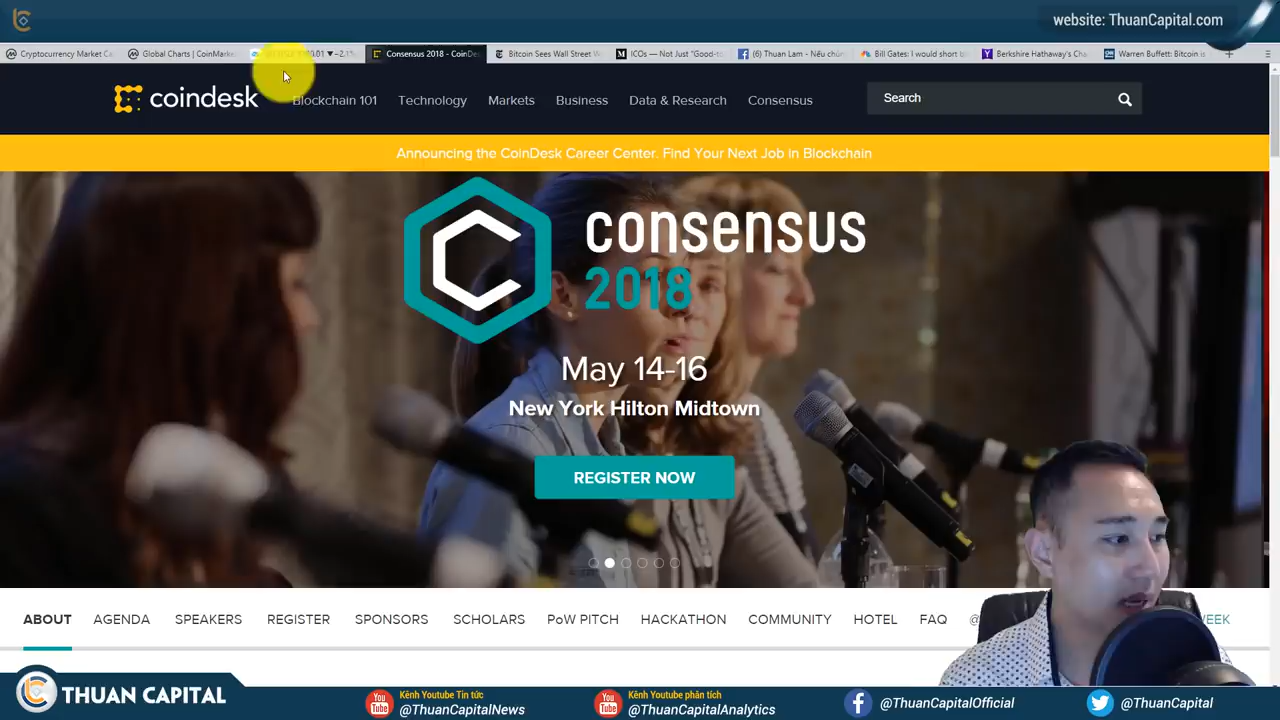 website: ThuanCapital.com
Cryptocurrency Market Ca
Global Charts | CoinMarke
Consensus 2018 - CoinDes
Bitcoin Sees Wall Street W
ICOs — Not Just "Good-to
(6) Thuan Lam - Nếu chúc
Bill Gates: I would short b
Berkshire Hathaway's Cha
Warren Buffett: Bitcoin is
coindesk
Blockchain 101
Technology
Markets
Business
Data & Research
Consensus
Search
Announcing the CoinDesk Career Center. Find Your Next Job in Blockchain
consensus
2018
May 14-16
New York Hilton Midtown
REGISTER NOW
ABOUT
AGENDA
SPEAKERS
REGISTER
SPONSORS
SCHOLARS
PoW PITCH
HACKATHON
COMMUNITY
HOTEL
FAQ
THUAN CAPITAL
Kênh Youtube Tin tức
@ThuanCapitalNews
Kênh Youtube phân tích
@ThuanCapitalAnalytics
@ThuanCapitalOfficial
@ThuanCapital